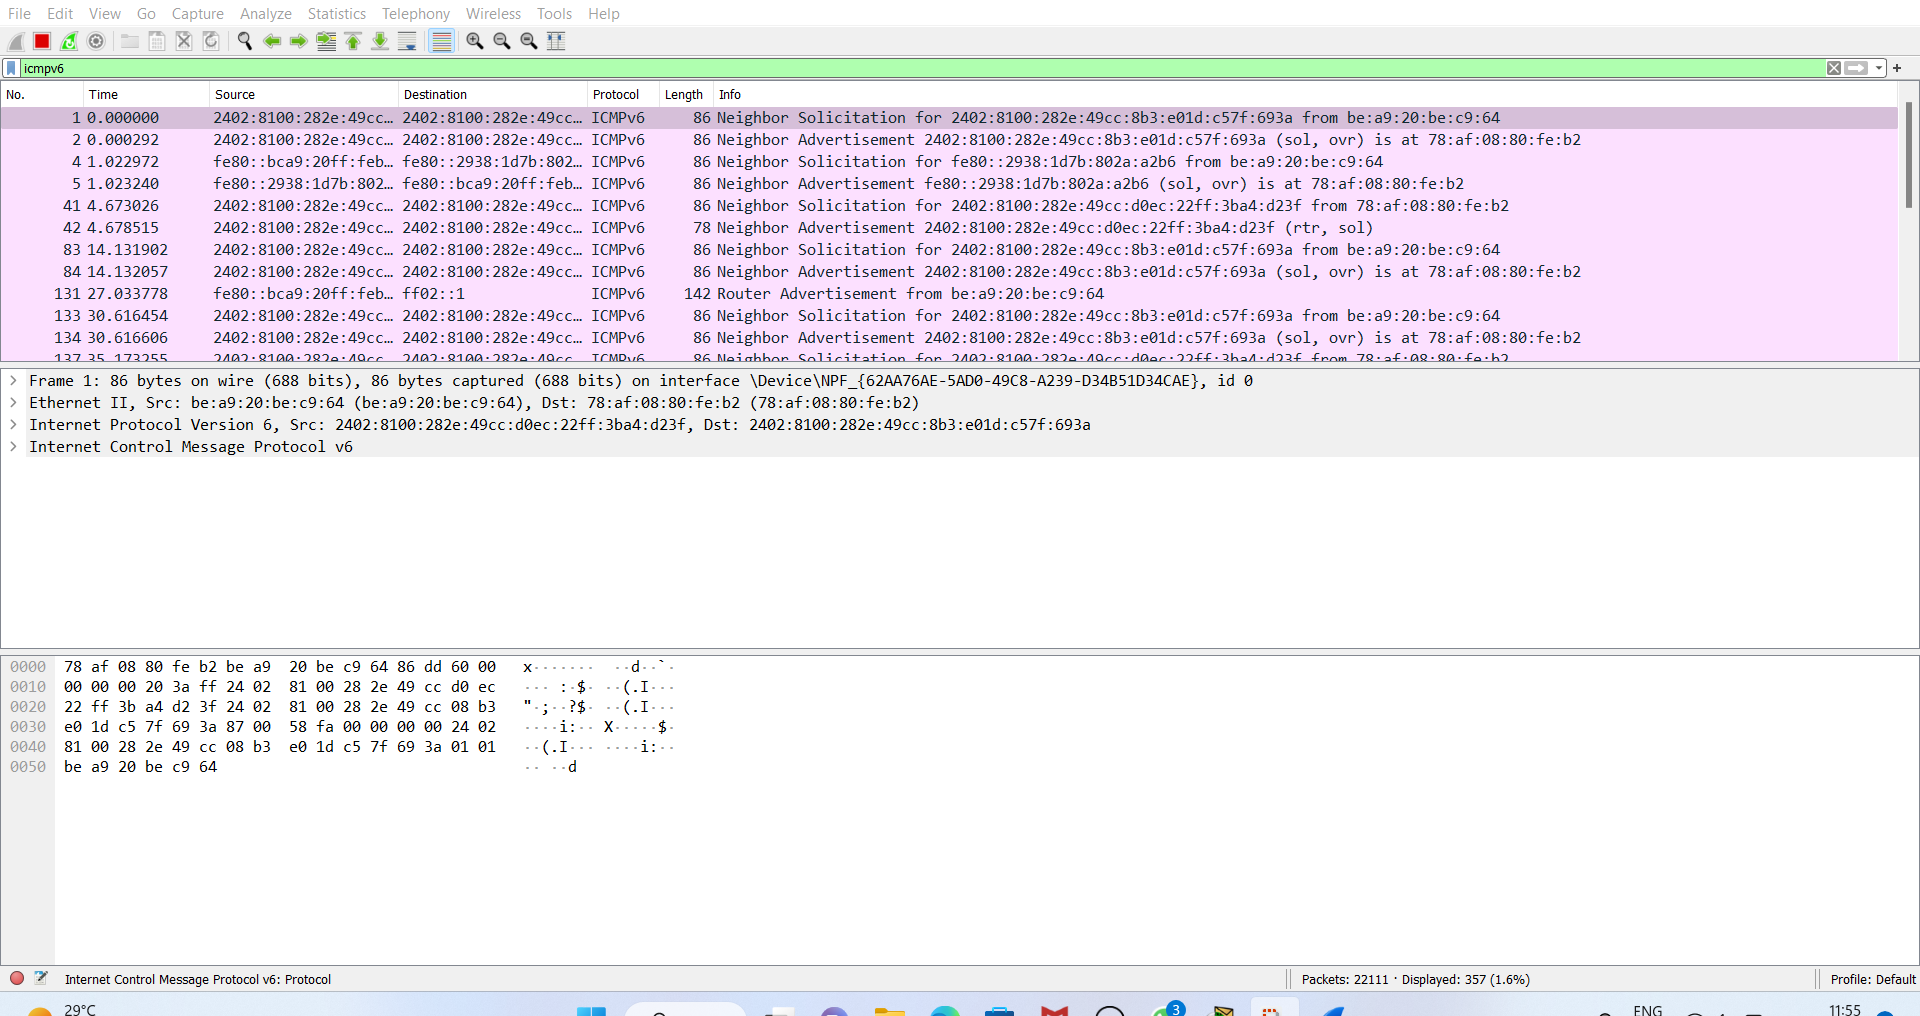 File Edit View Go Capture Analyze Statistics Telephony Wireless Tools Help
icmpv6
No. Time Source Destination Protocol Length Info
1 0.000000 2402:8100:282e:49cc… 2402:8100:282e:49cc… ICMPv6 86 Neighbor Solicitation for 2402:8100:282e:49cc:8b3:e01d:c57f:693a from be:a9:20:be:c9:64
2 0.000292 2402:8100:282e:49cc… 2402:8100:282e:49cc… ICMPv6 86 Neighbor Advertisement 2402:8100:282e:49cc:8b3:e01d:c57f:693a (sol, ovr) is at 78:af:08:80:fe:b2
4 1.022972 fe80::bca9:20ff:feb… fe80::2938:1d7b:802… ICMPv6 86 Neighbor Solicitation for fe80::2938:1d7b:802a:a2b6 from be:a9:20:be:c9:64
5 1.023240 fe80::2938:1d7b:802… fe80::bca9:20ff:feb… ICMPv6 86 Neighbor Advertisement fe80::2938:1d7b:802a:a2b6 (sol, ovr) is at 78:af:08:80:fe:b2
41 4.673026 2402:8100:282e:49cc… 2402:8100:282e:49cc… ICMPv6 86 Neighbor Solicitation for 2402:8100:282e:49cc:d0ec:22ff:3ba4:d23f from 78:af:08:80:fe:b2
42 4.678515 2402:8100:282e:49cc… 2402:8100:282e:49cc… ICMPv6 78 Neighbor Advertisement 2402:8100:282e:49cc:d0ec:22ff:3ba4:d23f (rtr, sol)
83 14.131902 2402:8100:282e:49cc… 2402:8100:282e:49cc… ICMPv6 86 Neighbor Solicitation for 2402:8100:282e:49cc:8b3:e01d:c57f:693a from be:a9:20:be:c9:64
84 14.132057 2402:8100:282e:49cc… 2402:8100:282e:49cc… ICMPv6 86 Neighbor Advertisement 2402:8100:282e:49cc:8b3:e01d:c57f:693a (sol, ovr) is at 78:af:08:80:fe:b2
131 27.033778 fe80::bca9:20ff:feb… ff02::1 ICMPv6 142 Router Advertisement from be:a9:20:be:c9:64
133 30.616454 2402:8100:282e:49cc… 2402:8100:282e:49cc… ICMPv6 86 Neighbor Solicitation for 2402:8100:282e:49cc:8b3:e01d:c57f:693a from be:a9:20:be:c9:64
134 30.616606 2402:8100:282e:49cc… 2402:8100:282e:49cc… ICMPv6 86 Neighbor Advertisement 2402:8100:282e:49cc:8b3:e01d:c57f:693a (sol, ovr) is at 78:af:08:80:fe:b2
137 35.173255 2402:8100:282e:49cc… 2402:8100:282e:49cc… ICMPv6 86 Neighbor Solicitation for 2402:8100:282e:49cc:d0ec:22ff:3ba4:d23f from 78:af:08:80:fe:b2
Frame 1: 86 bytes on wire (688 bits), 86 bytes captured (688 bits) on interface \Device\NPF_{62AA76AE-5AD0-49C8-A239-D34B51D34CAE}, id 0
Ethernet II, Src: be:a9:20:be:c9:64 (be:a9:20:be:c9:64), Dst: 78:af:08:80:fe:b2 (78:af:08:80:fe:b2)
Internet Protocol Version 6, Src: 2402:8100:282e:49cc:d0ec:22ff:3ba4:d23f, Dst: 2402:8100:282e:49cc:8b3:e01d:c57f:693a
Internet Control Message Protocol v6
0000 78 af 08 80 fe b2 be a9 20 be c9 64 86 dd 60 00 x······· ··d··`·
0010 00 00 00 20 3a ff 24 02 81 00 28 2e 49 cc d0 ec ··· :·$· ··(.I···
0020 22 ff 3b a4 d2 3f 24 02 81 00 28 2e 49 cc 08 b3 "·;··?$· ··(.I···
0030 e0 1d c5 7f 69 3a 87 00 58 fa 00 00 00 00 24 02 ····i:·· X·····$·
0040 81 00 28 2e 49 cc 08 b3 e0 1d c5 7f 69 3a 01 01 ··(.I··· ····i:··
0050 be a9 20 be c9 64 ·· ··d
Internet Control Message Protocol v6: Protocol Packets: 22111 · Displayed: 357 (1.6%) Profile: Default
29°C 3 ENG 11:55